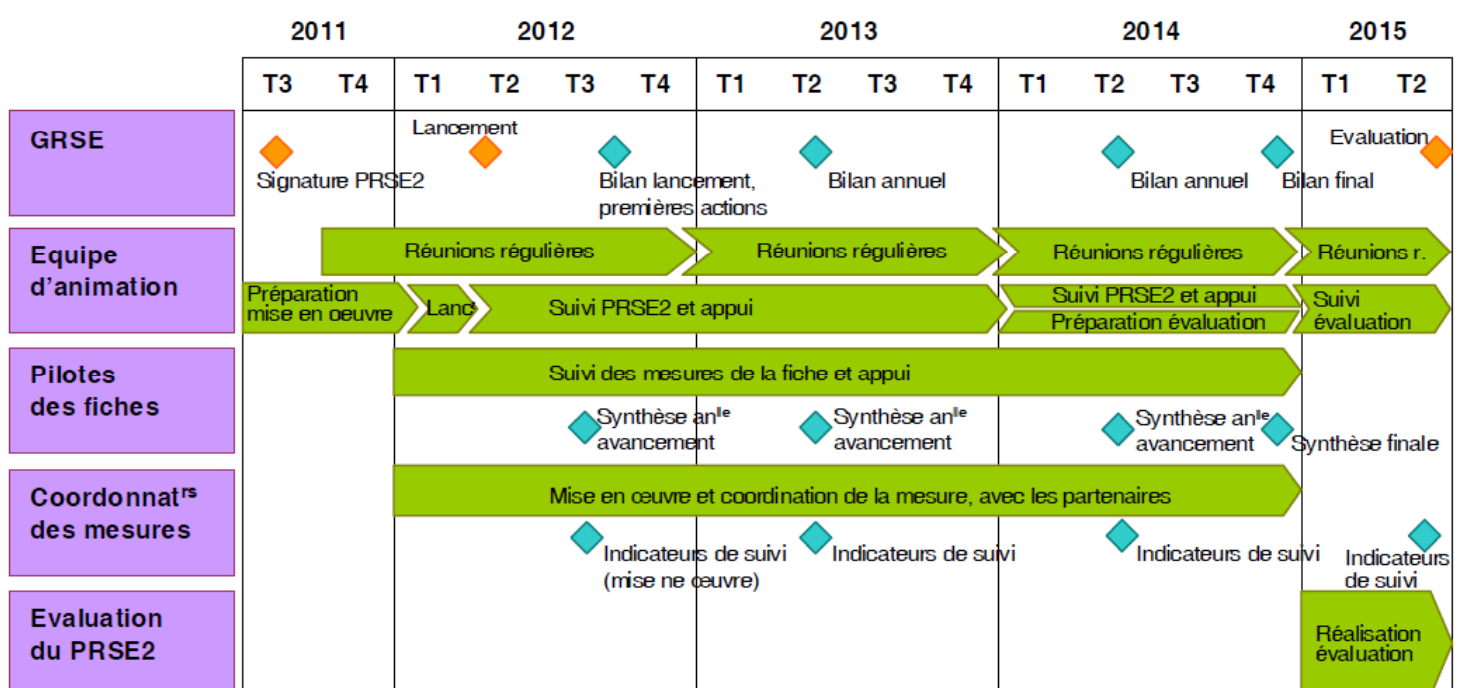 2011 2012 2013 2014 2015
T3 T4 T1 T2 T3 T4 T1 T2 T3 T4 T1 T2 T3 T4 T1 T2
GRSE
Lancement
Evaluation
Signature PRSE2
Bilan lancement,
premières actions
Bilan annuel
Bilan annuel
Bilan final
Equipe
d'animation
Réunions régulières
Réunions régulières
Réunions régulières
Réunions r.
Préparation
mise en oeuvre
Lanc
Suivi PRSE2 et appui
Suivi PRSE2 et appui
Préparation évaluation
Suivi
évaluation
Pilotes
des fiches
Suivi des mesures de la fiche et appui
Synthèse anlle
avancement
Synthèse anlle
avancement
Synthèse anlle
avancement
Synthèse finale
Coordonnatrs
des mesures
Mise en œuvre et coordination de la mesure, avec les partenaires
Indicateurs de suivi
(mise ne œuvre)
Indicateurs de suivi
Indicateurs de suivi
Indicateurs
de suivi
Evaluation
du PRSE2
Réalisation
évaluation